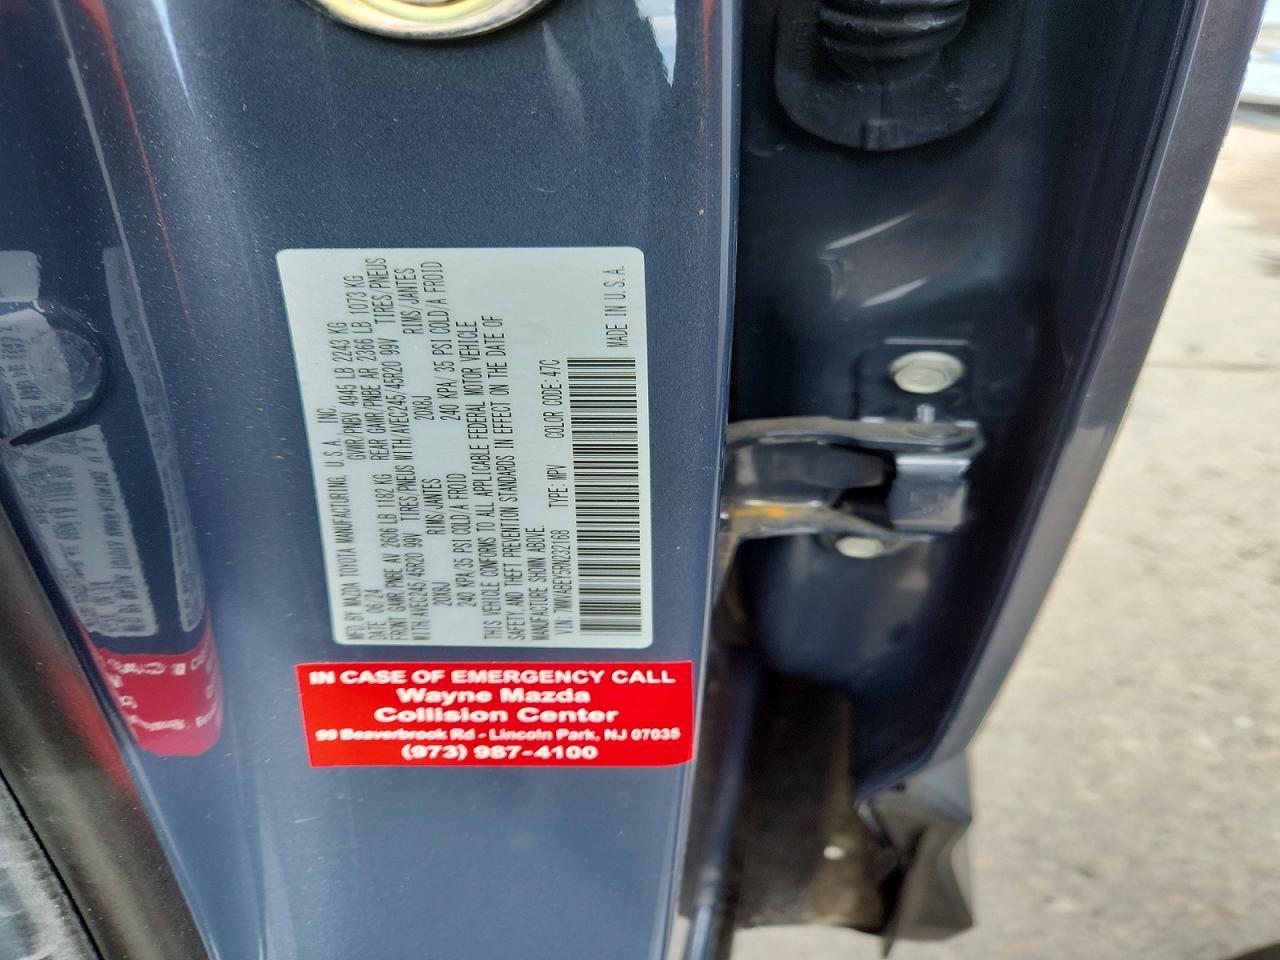 MFD. BY MAZDA TOYOTA MANUFACTURING, U.S.A., INC.
DATE: 06/24 GVWR/PNBV 4945 LB 2243 KG
FRONT GAWR/PNBE AV 2606 LB 1182 KG REAR GAWR/PNBE AR 2366 LB 1073 KG
WITH/AVEC245/45R20 99V TIRES/PNEUS WITH/AVEC245/45R20 99V TIRES/PNEUS
20X8J RIMS/JANTES 20X8J RIMS/JANTES
240 KPA/35 PSI COLD/A FROID 240 KPA/ 35 PSI COLD/A FROID
THIS VEHICLE CONFORMS TO ALL APPLICABLE FEDERAL MOTOR VEHICLE
SAFETY, AND THEFT PREVENTION STANDARDS IN EFFECT ON THE DATE OF
MANUFACTURE SHOWN ABOVE.
VIN: 7MMVABEY5RN232168 TYPE: MPV COLOR CODE: 47C
MADE IN U.S.A.
IN CASE OF EMERGENCY CALL
Wayne Mazda
Collision Center
99 Beaverbrook Rd - Lincoln Park, NJ 07035
(973) 987-4100